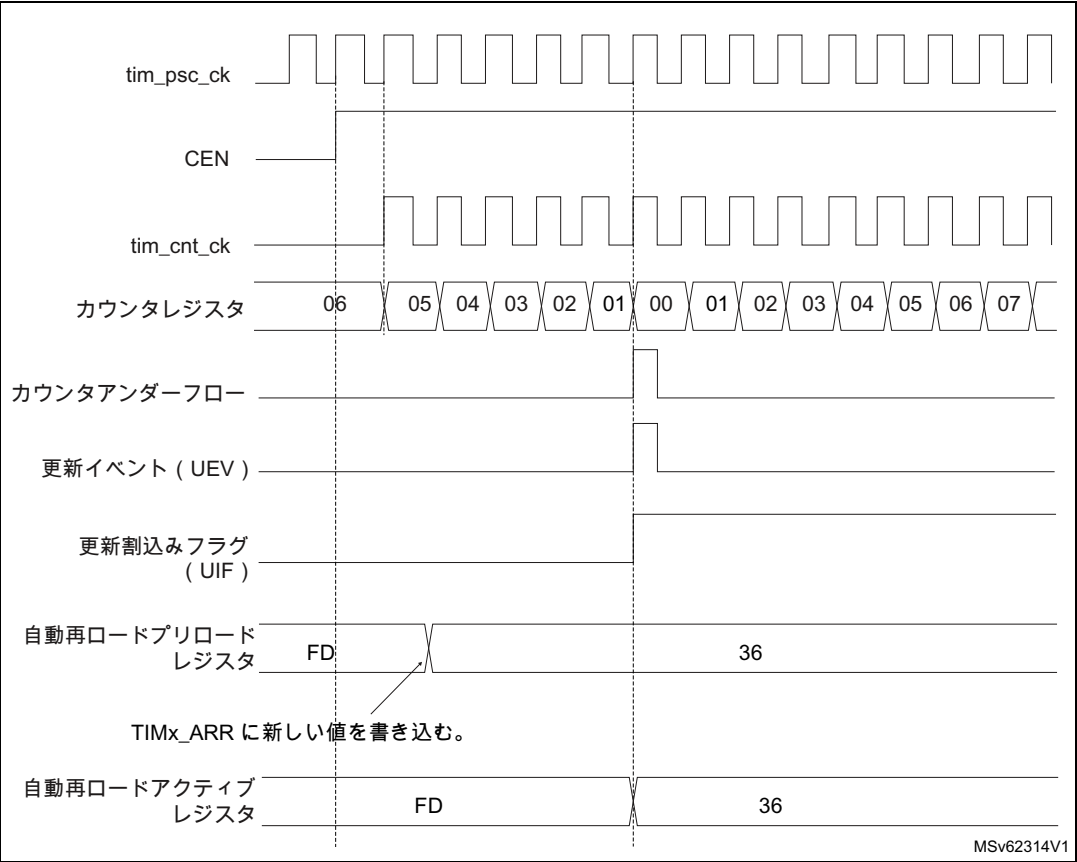 tim_psc_ck
CEN
tim_cnt_ck
カウンタレジスタ 06 05 04 03 02 01 00 01 02 03 04 05 06 07
カウンタアンダーフロー
更新イベント ( UEV )
更新割込みフラグ
( UIF )
自動再ロードプリロード
レジスタ FD 36
TIMx_ARR に新しい値を書き込む。
自動再ロードアクティブ
レジスタ FD 36
MSv62314V1